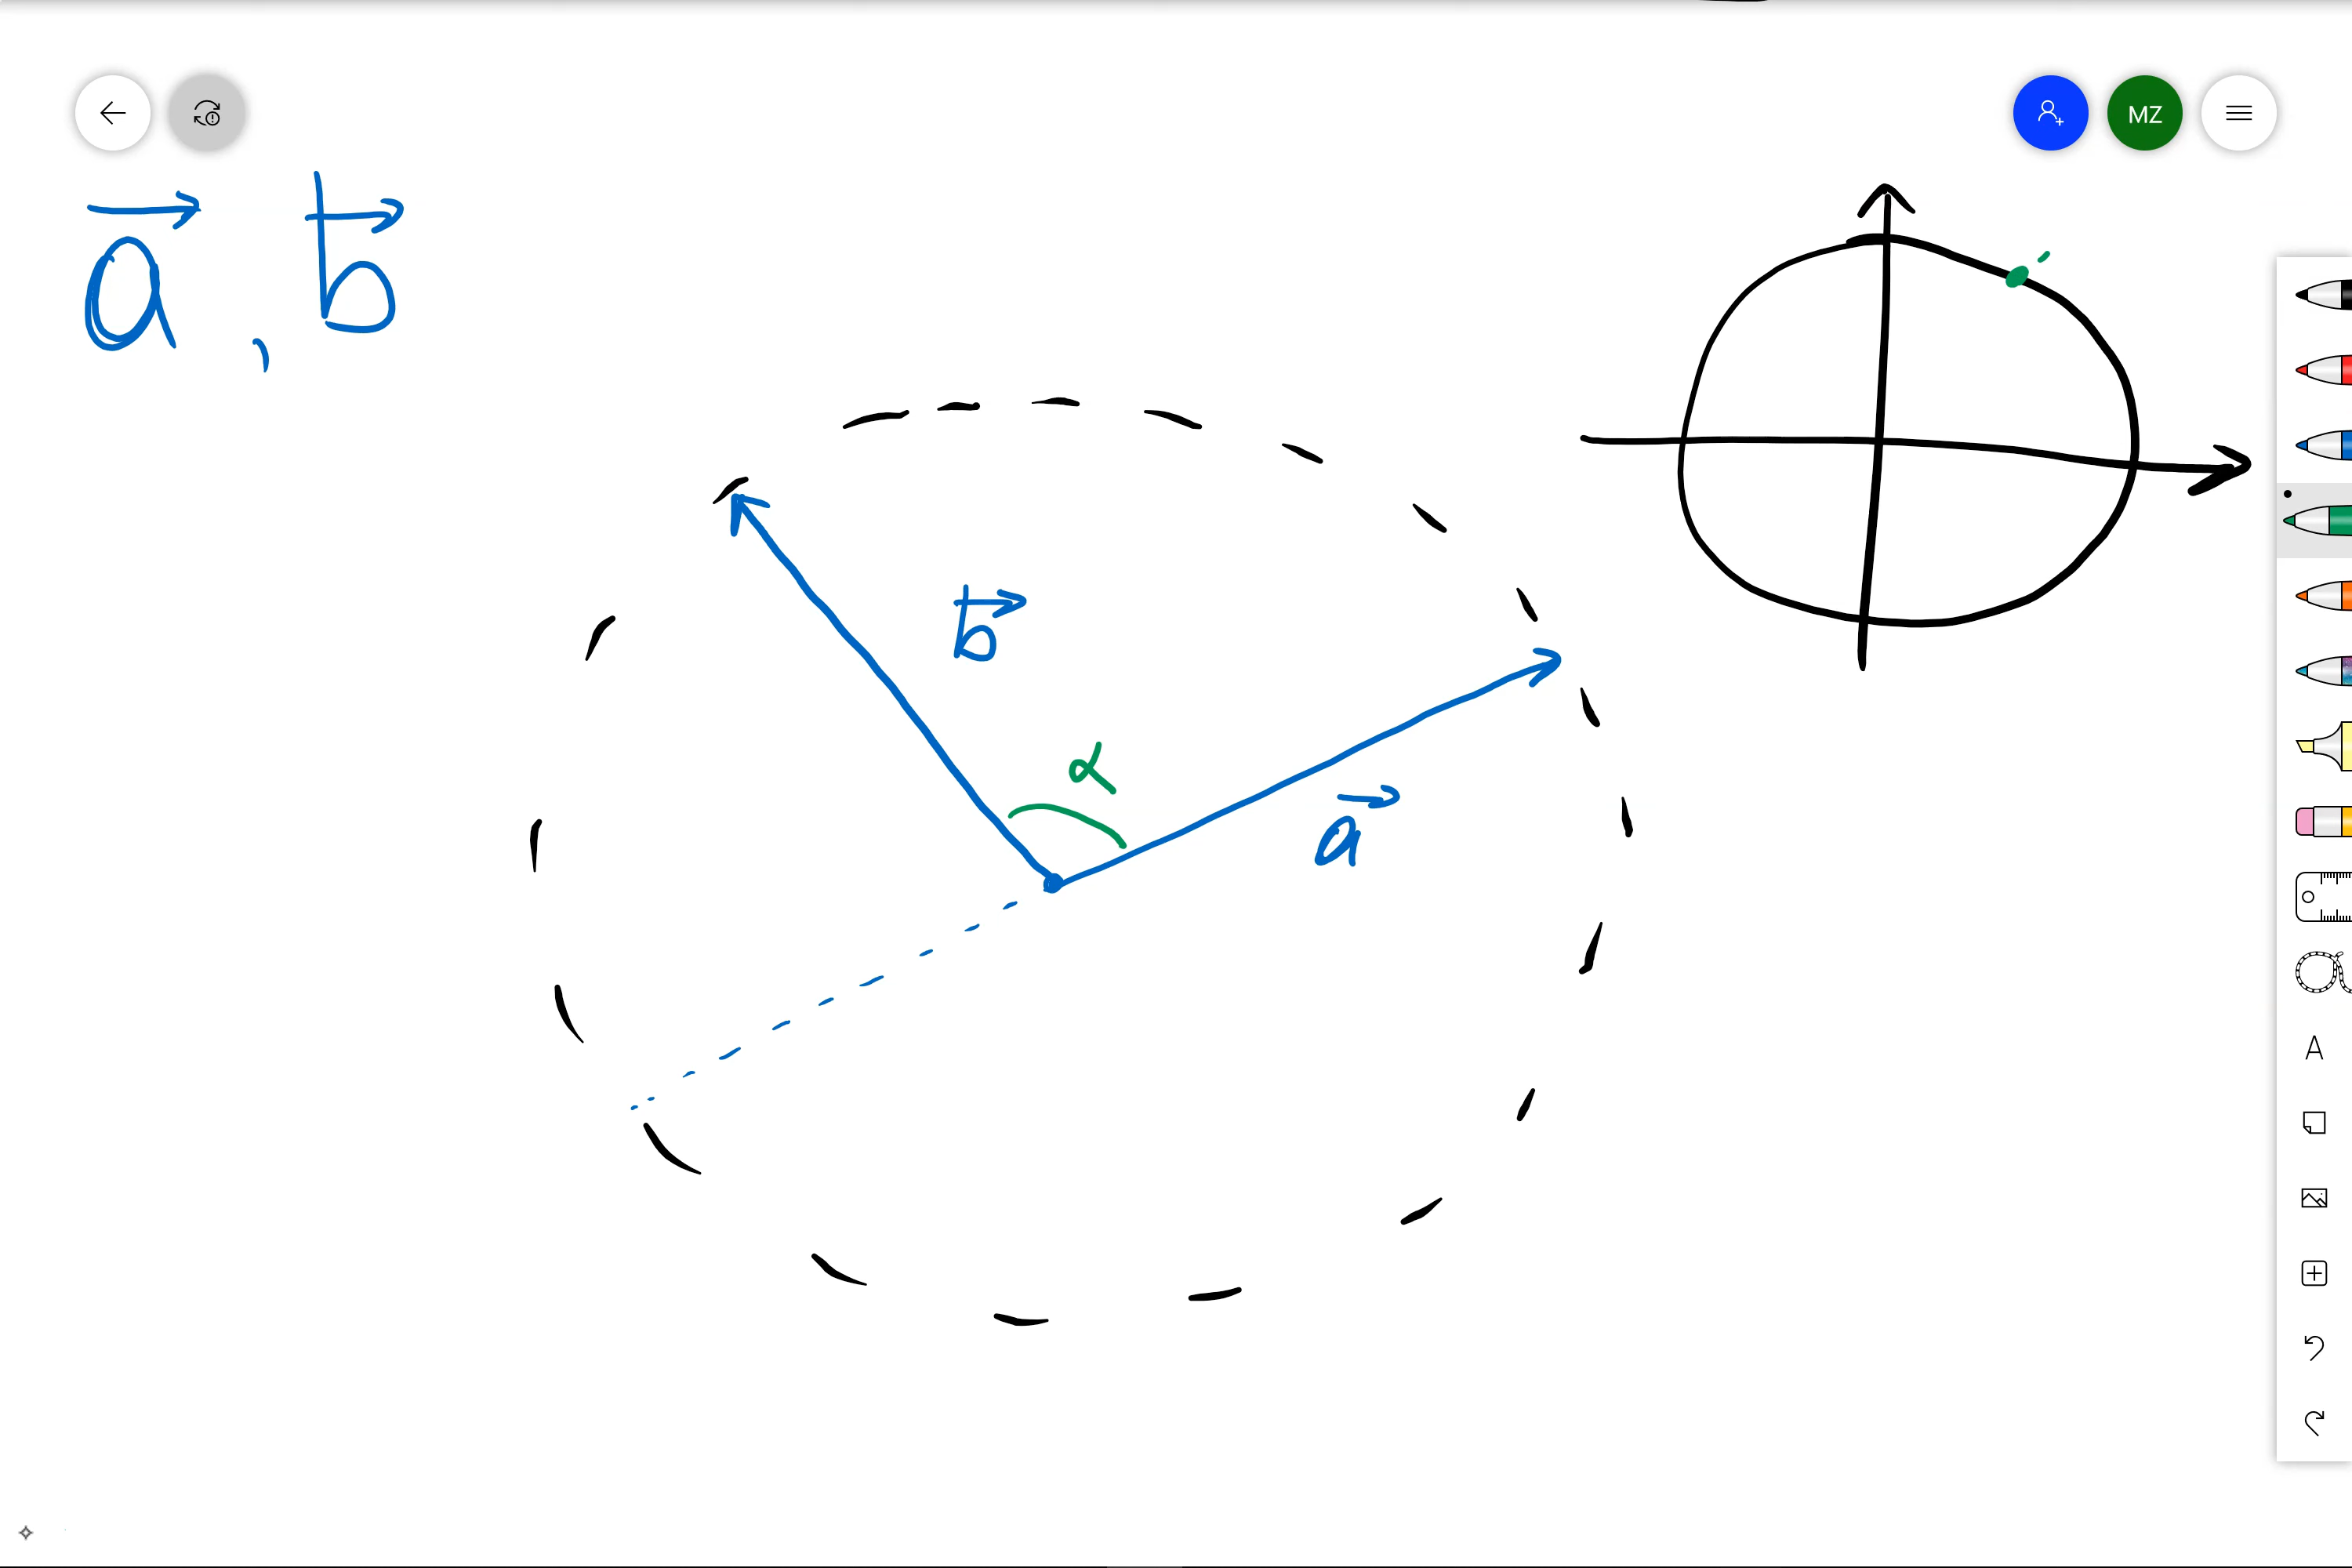 MZ
a⃗ , b⃗
b⃗
α
a⃗
A